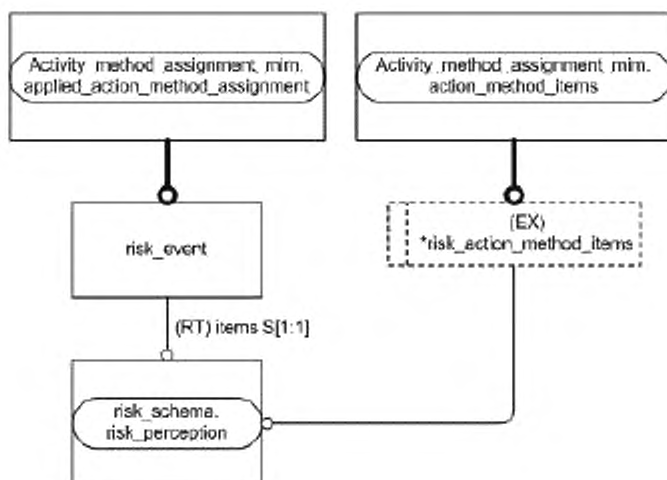 Activity_method_assignment_mim.
applied_action_method_assignment
Activity_method_assignment_mim.
action_method_items
risk_event
(EX)
*risk_action_method_items
(RT) items S[1:1]
risk_schema.
risk_perception